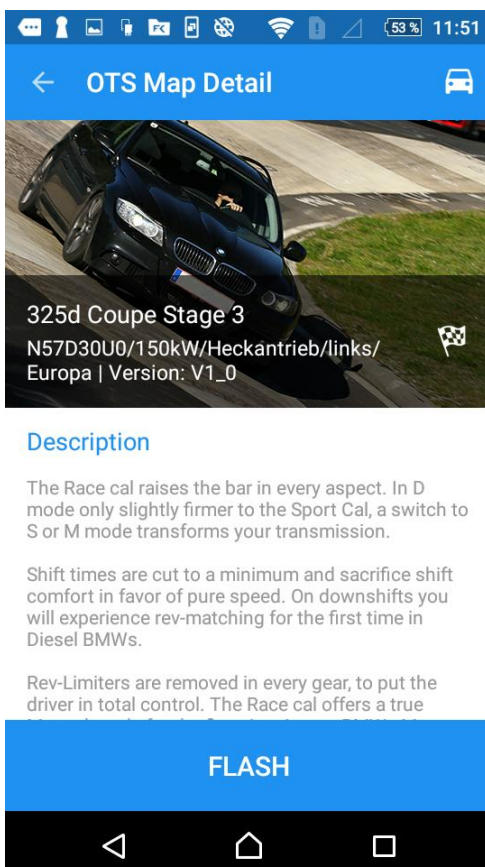 53 % 11:51
OTS Map Detail
325d Coupe Stage 3
N57D30U0/150kW/Heckantrieb/links/
Europa | Version: V1_0
Description
The Race cal raises the bar in every aspect. In D
mode only slightly firmer to the Sport Cal, a switch to
S or M mode transforms your transmission.
Shift times are cut to a minimum and sacrifice shift
comfort in favor of pure speed. On downshifts you
will experience rev-matching for the first time in
Diesel BMWs.
Rev-Limiters are removed in every gear, to put the
driver in total control. The Race cal offers a true
FLASH